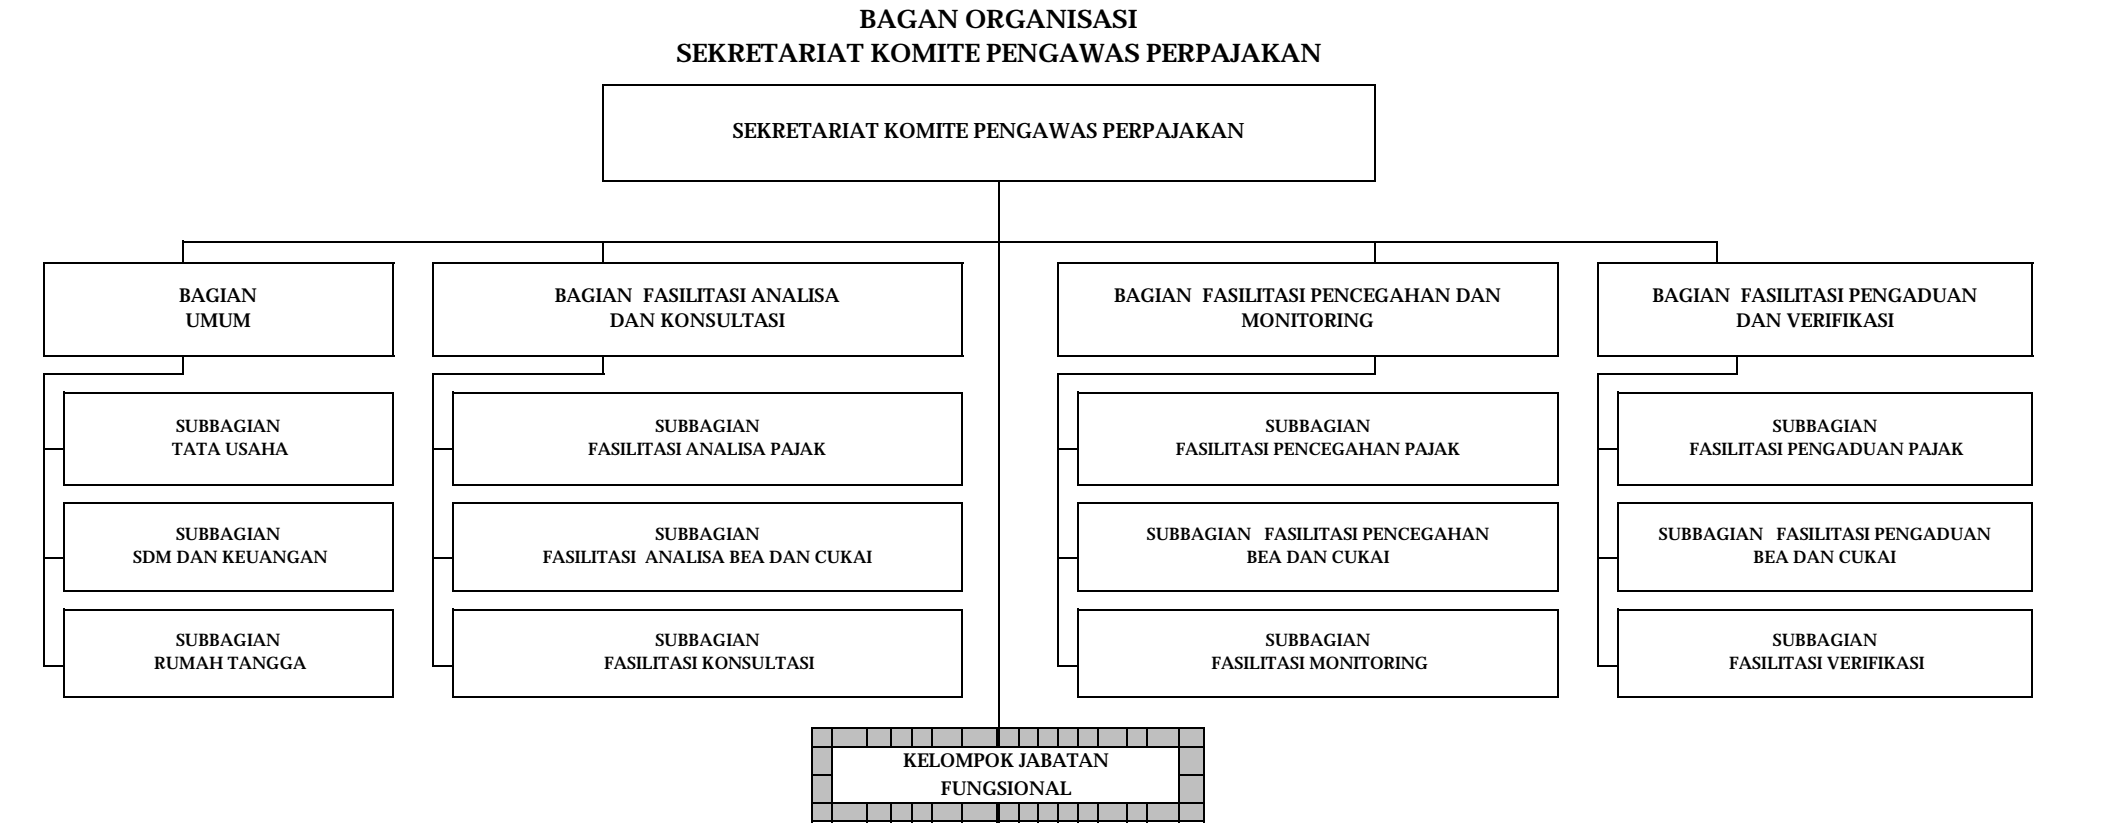 BAGAN ORGANISASI
SEKRETARIAT KOMITE PENGAWAS PERPAJAKAN
SEKRETARIAT KOMITE PENGAWAS PERPAJAKAN
BAGIAN
UMUM
SUBBAGIAN
TATA USAHA
SUBBAGIAN
SDM DAN KEUANGAN
SUBBAGIAN
RUMAH TANGGA
BAGIAN FASILITASI ANALISA
DAN KONSULTASI
SUBBAGIAN
FASILITASI ANALISA PAJAK
SUBBAGIAN
FASILITASI ANALISA BEA DAN CUKAI
SUBBAGIAN
FASILITASI KONSULTASI
BAGIAN FASILITASI PENCEGAHAN DAN
MONITORING
SUBBAGIAN
FASILITASI PENCEGAHAN PAJAK
SUBBAGIAN FASILITASI PENCEGAHAN
BEA DAN CUKAI
SUBBAGIAN
FASILITASI MONITORING
BAGIAN FASILITASI PENGADUAN
DAN VERIFIKASI
SUBBAGIAN
FASILITASI PENGADUAN PAJAK
SUBBAGIAN FASILITASI PENGADUAN
BEA DAN CUKAI
SUBBAGIAN
FASILITASI VERIFIKASI
KELOMPOK JABATAN
FUNGSIONAL